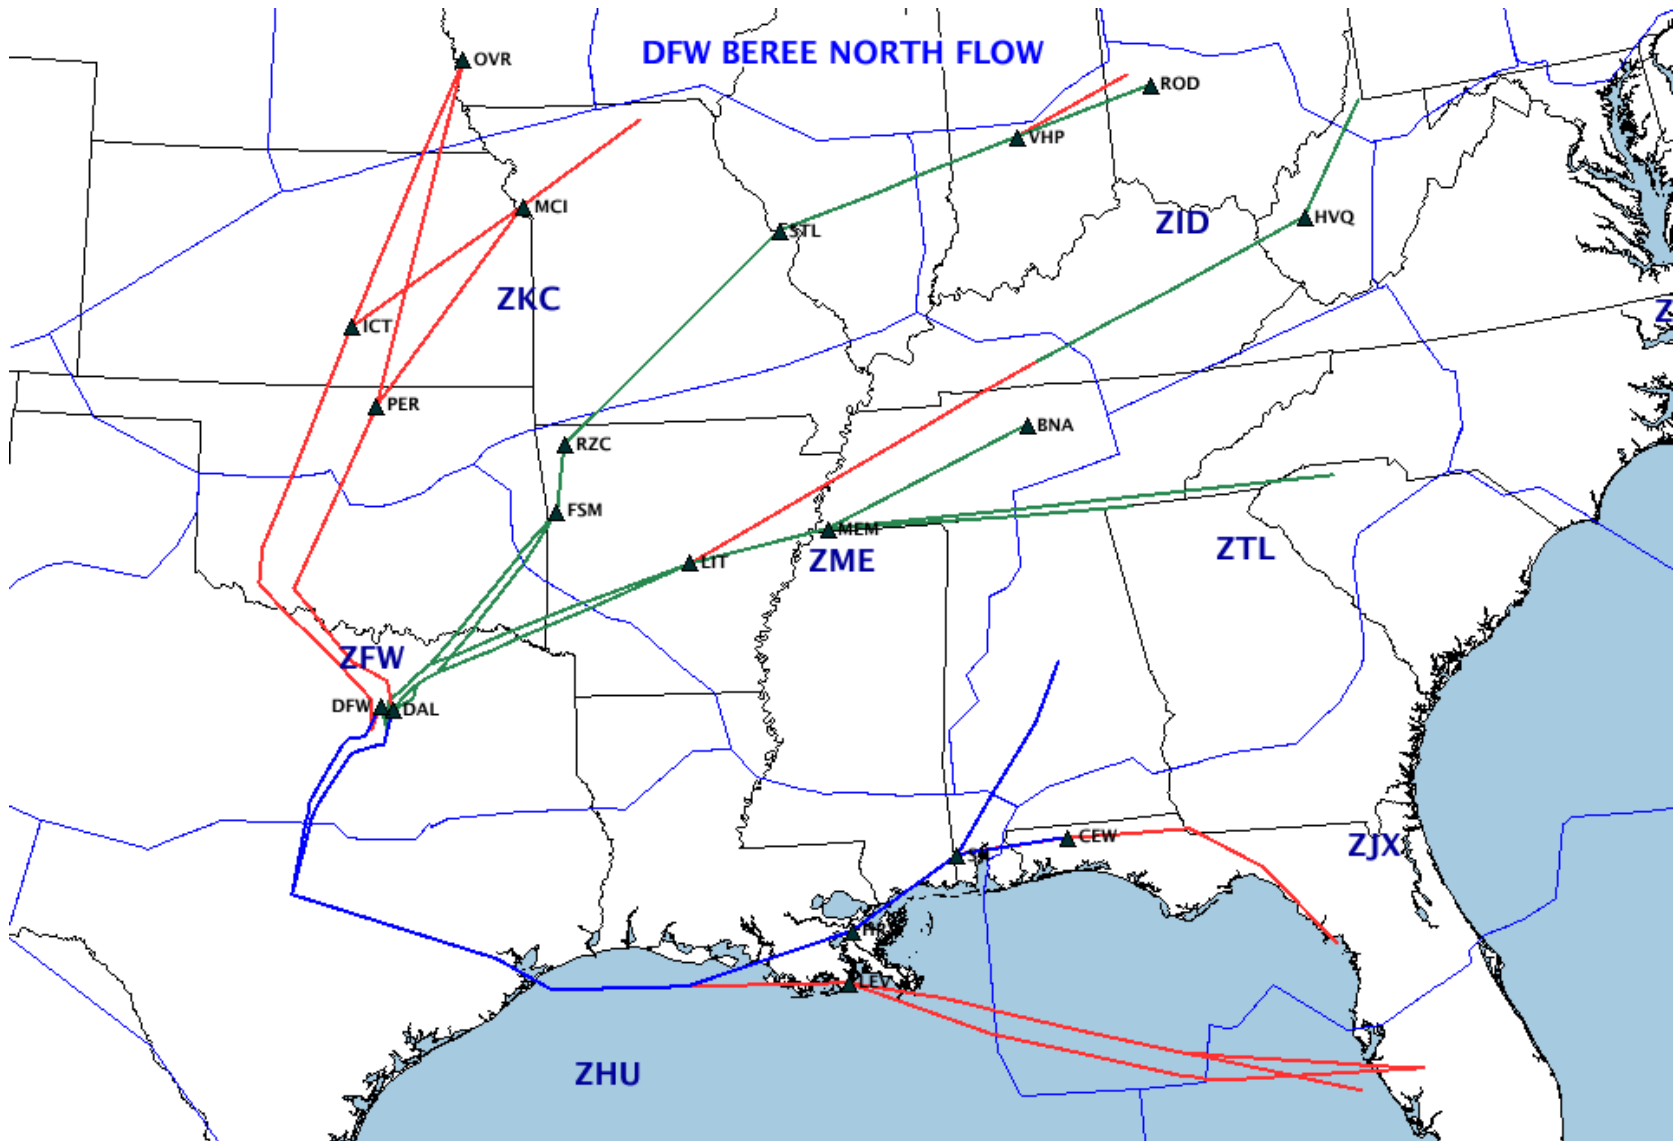 DFW BEREE NORTH FLOW
OVR
ROD
VHP
MCI
STL
ZID
HVQ
ZKC
Z
ICT
PER
BNA
RZC
FSM
MEM
ZTL
LIT
ZME
ZFW
DFW
DAL
CEW
ZJX
LEV
ZHU